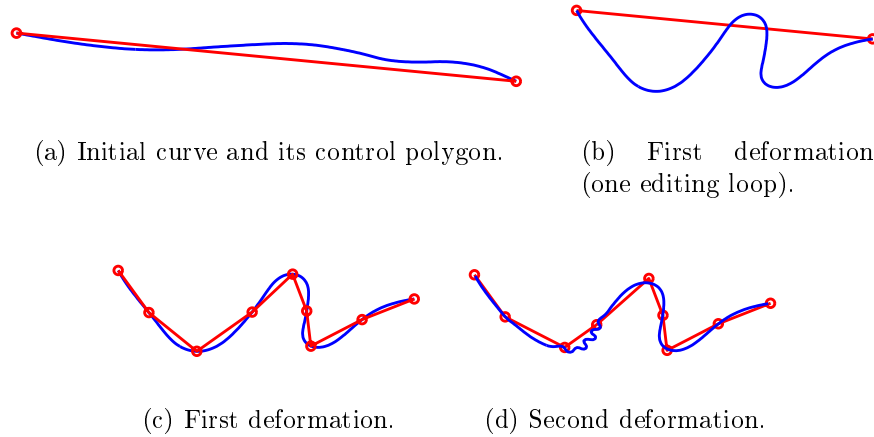 (a) Initial curve and its control polygon.
(b) First deformation
(one editing loop).
(c) First deformation.
(d) Second deformation.